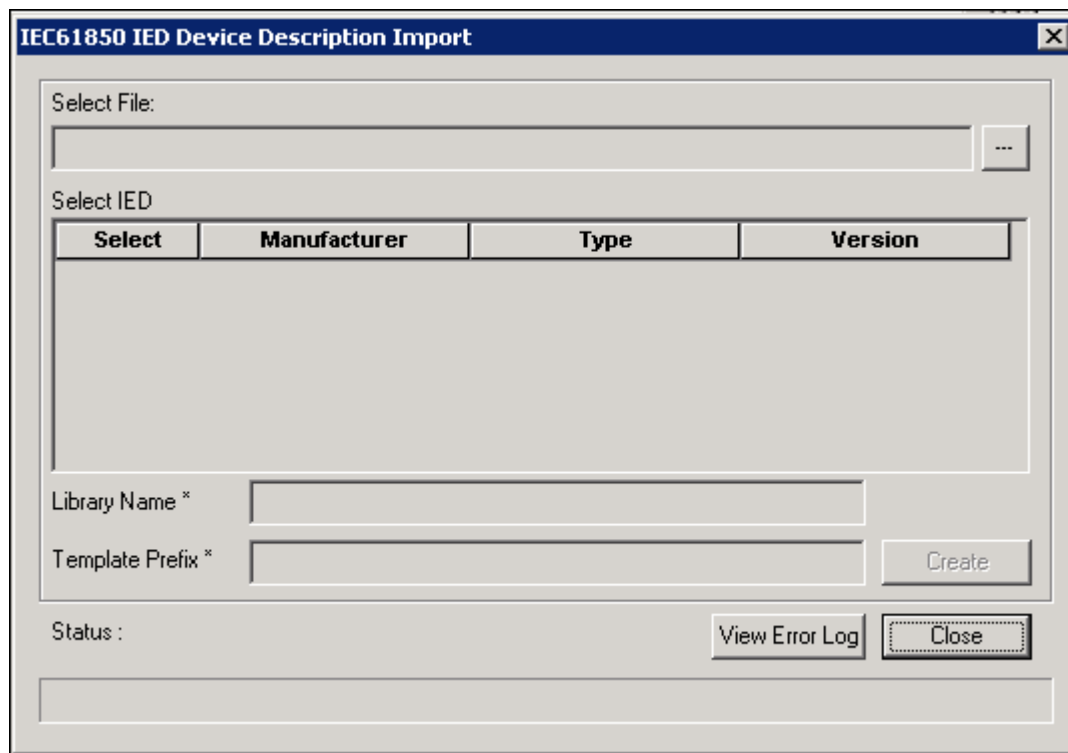 IEC61850 IED Device Description Import
Select File:
---
Select IED
Select Manufacturer Type Version
Library Name *
Template Prefix *
Create
Status :
View Error Log
Close